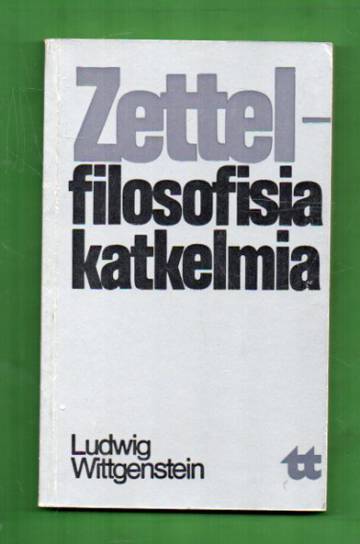 Zettel–
filosofisia
katkelmia
Ludwig
Wittgenstein
tt